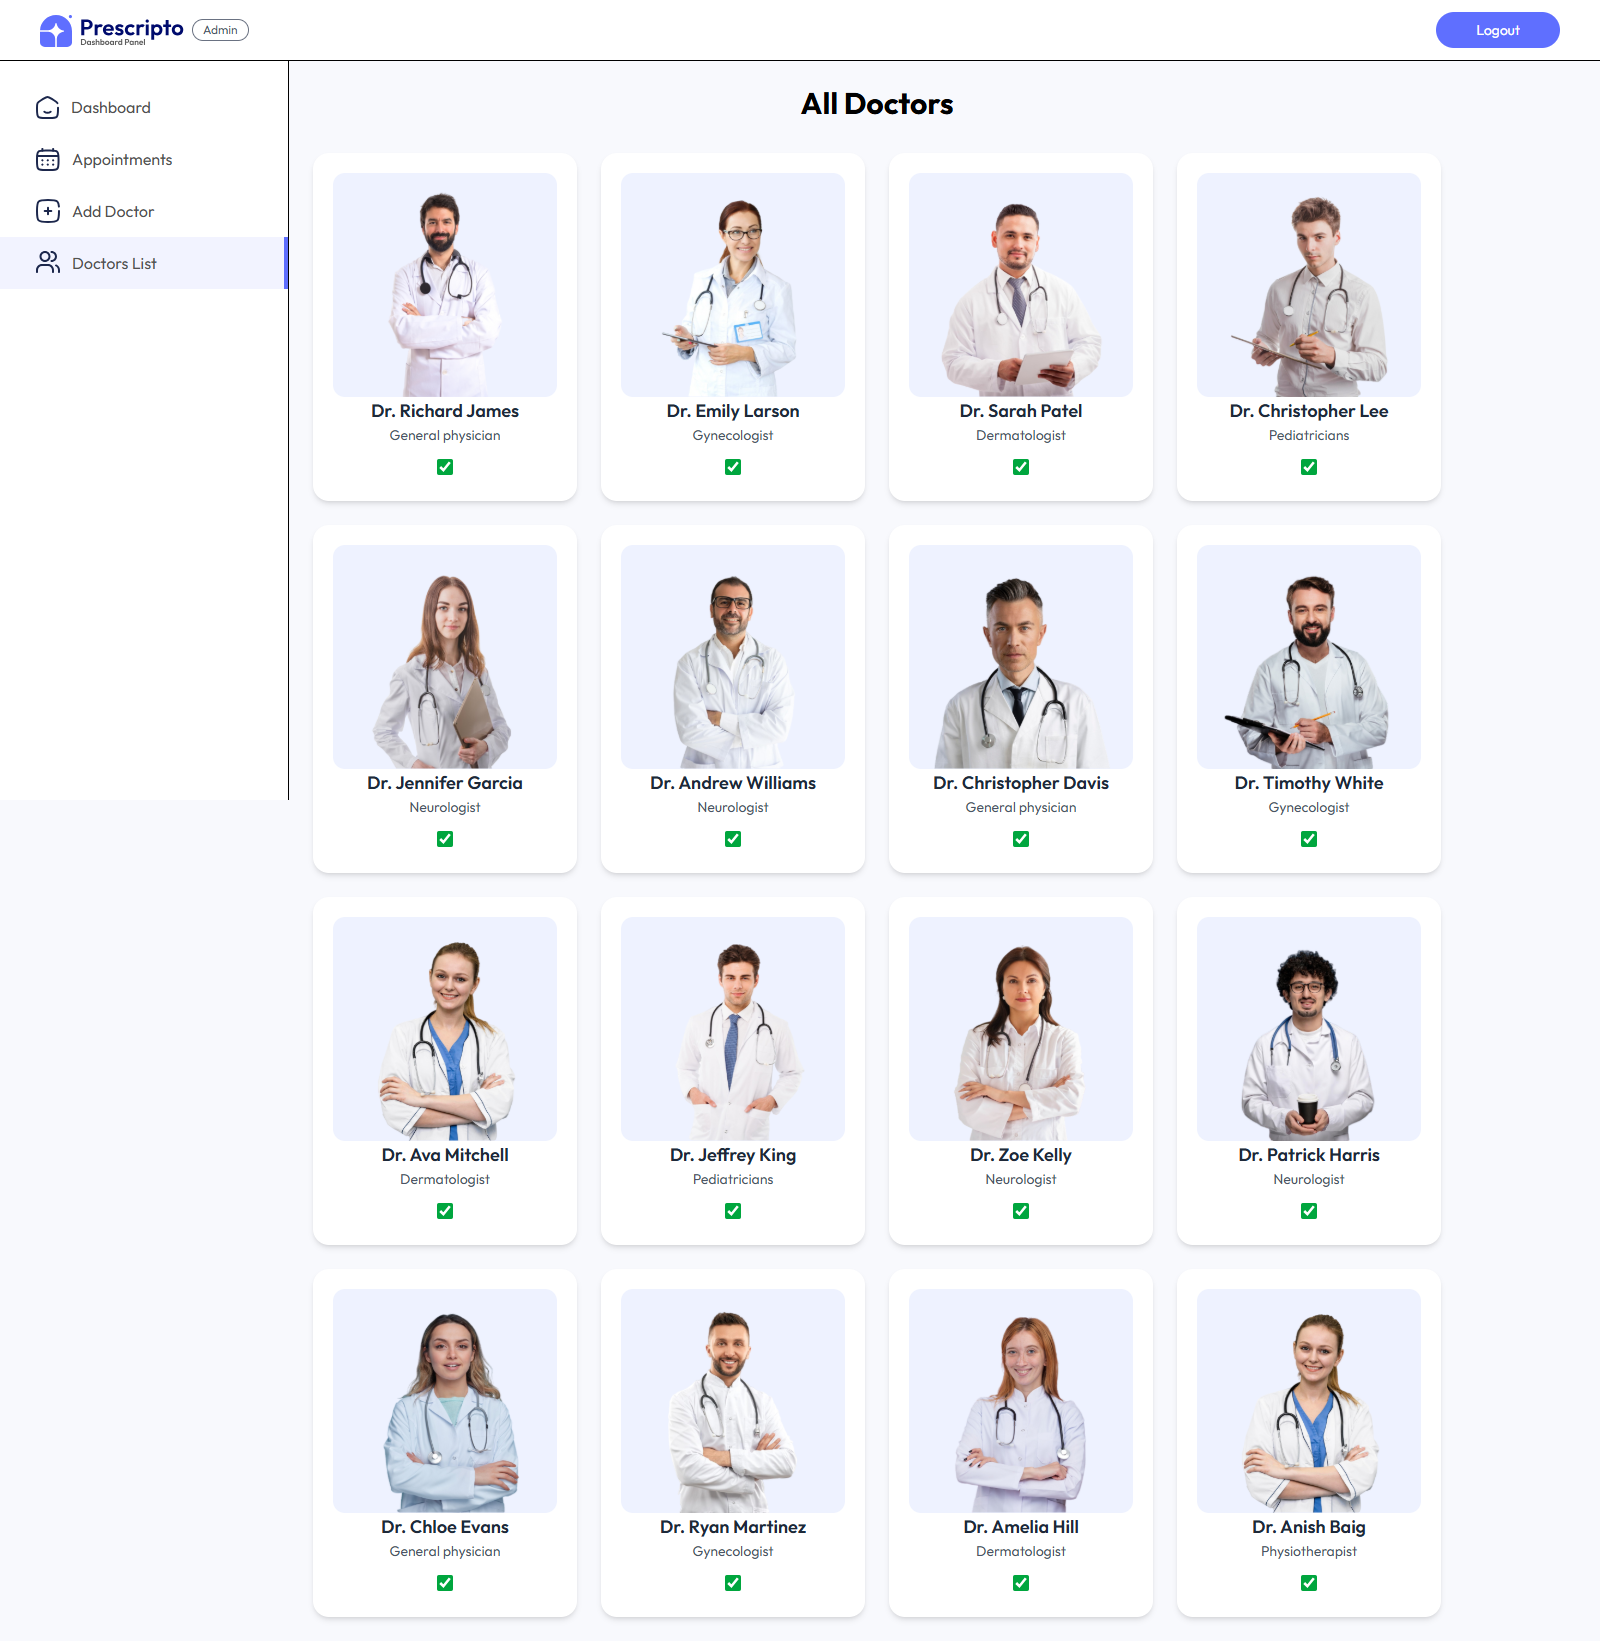 Prescripto
Dashboard Panel
Admin
Logout
Dashboard
Appointments
Add Doctor
Doctors List
All Doctors
Dr. Richard James
General physician
Dr. Emily Larson
Gynecologist
Dr. Sarah Patel
Dermatologist
Dr. Christopher Lee
Pediatricians
Dr. Jennifer Garcia
Neurologist
Dr. Andrew Williams
Neurologist
Dr. Christopher Davis
General physician
Dr. Timothy White
Gynecologist
Dr. Ava Mitchell
Dermatologist
Dr. Jeffrey King
Pediatricians
Dr. Zoe Kelly
Neurologist
Dr. Patrick Harris
Neurologist
Dr. Chloe Evans
General physician
Dr. Ryan Martinez
Gynecologist
Dr. Amelia Hill
Dermatologist
Dr. Anish Baig
Physiotherapist